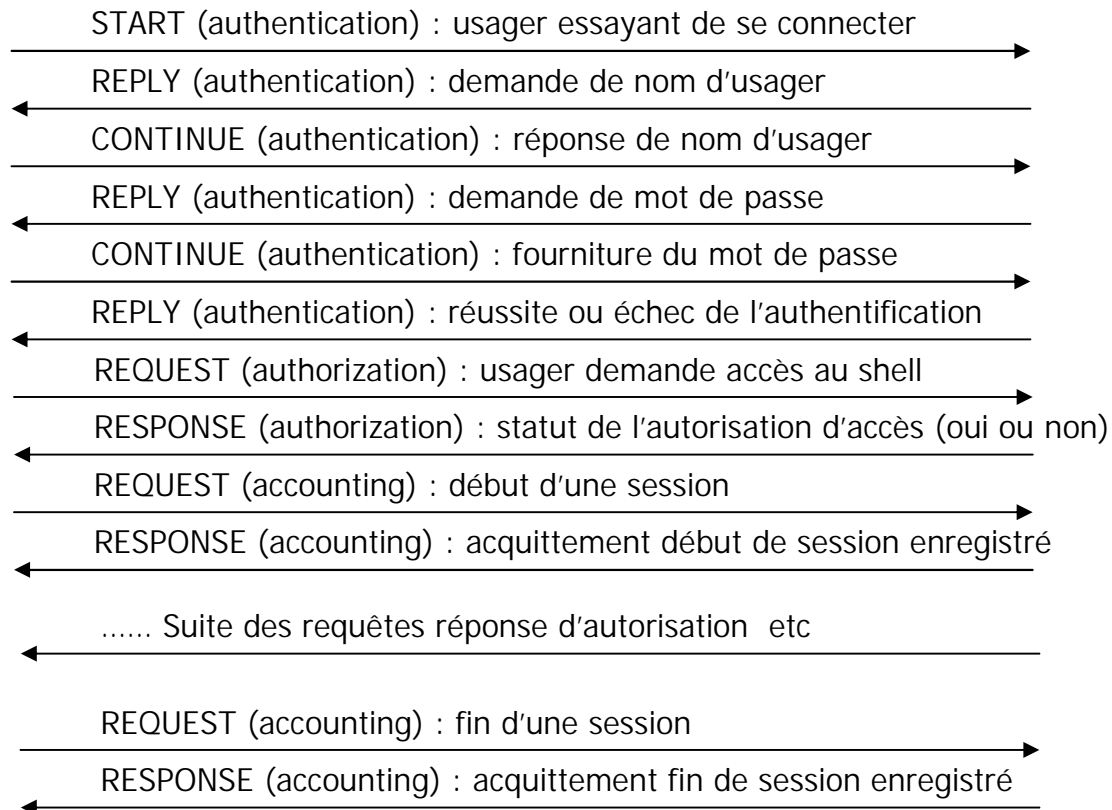 START (authentication) : usager essayant de se connecter
REPLY (authentication) : demande de nom d'usager
CONTINUE (authentication) : réponse de nom d'usager
REPLY (authentication) : demande de mot de passe
CONTINUE (authentication) : fourniture du mot de passe
REPLY (authentication) : réussite ou échec de l'authentification
REQUEST (authorization) : usager demande accès au shell
RESPONSE (authorization) : statut de l'autorisation d'accès (oui ou non)
REQUEST (accounting) : début d'une session
RESPONSE (accounting) : acquittement début de session enregistré
...... Suite des requêtes réponse d'autorisation  etc
REQUEST (accounting) : fin d'une session
RESPONSE (accounting) : acquittement fin de session enregistré